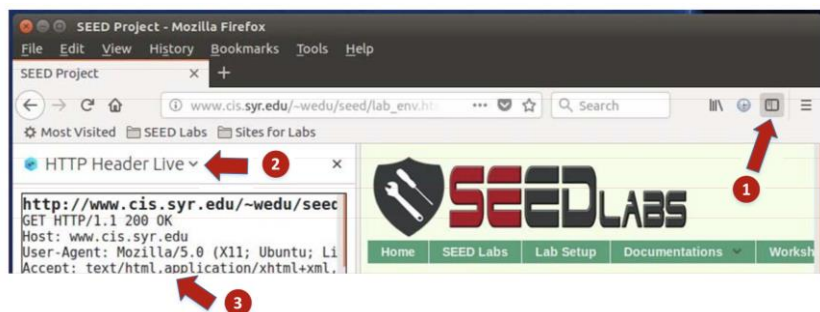 SEED Project - Mozilla Firefox
File Edit View History Bookmarks Tools Help
SEED Project × +
www.cis.syr.edu/~wedu/seed/lab_env.ht ••• Search
Most Visited SEED Labs Sites for Labs
1
HTTP Header Live 2 ×
SEEDLABS
http://www.cis.syr.edu/~wedu/seed
GET HTTP/1.1 200 OK
Host: www.cis.syr.edu
User-Agent: Mozilla/5.0 (X11; Ubuntu; Li
Accept: text/html,application/xhtml+xml,
Home SEED Labs Lab Setup Documentations Worksh
3